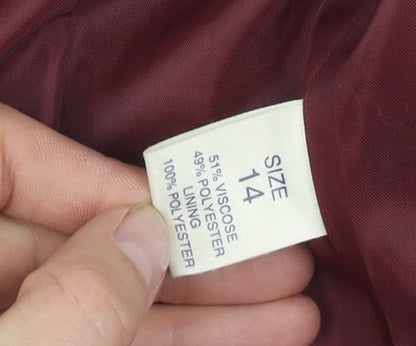 SIZE
14
51% VISCOSE
49% POLYESTER
LINING
100% POLYESTER